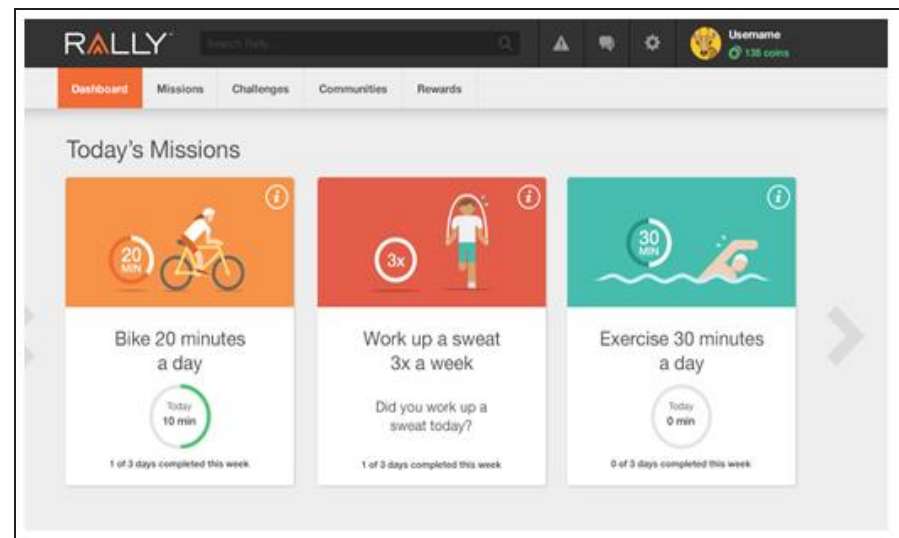 RALLY
Search Rally...
Username
138 coins
Dashboard Missions Challenges Communities Rewards
Today's Missions
20
MIN
3x
30
MIN
Bike 20 minutes
a day
Today
10 min
1 of 3 days completed this week
Work up a sweat
3x a week
Did you work up a
sweat today?
1 of 3 days completed this week
Exercise 30 minutes
a day
Today
0 min
0 of 3 days completed this week